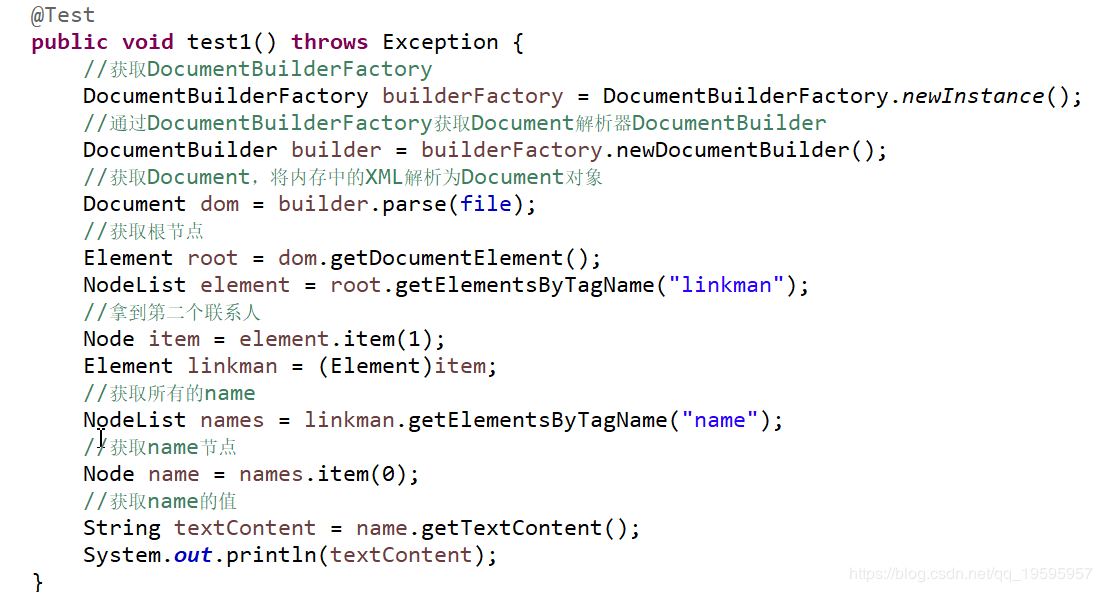 @Test
public void test1() throws Exception {
//获取DocumentBuilderFactory
DocumentBuilderFactory builderFactory = DocumentBuilderFactory.newInstance();
//通过DocumentBuilderFactory获取Document解析器DocumentBuilder
DocumentBuilder builder = builderFactory.newDocumentBuilder();
//获取Document，将内存中的XML解析为Document对象
Document dom = builder.parse(file);
//获取根节点
Element root = dom.getDocumentElement();
NodeList element = root.getElementsByTagName("linkman");
//拿到第二个联系人
Node item = element.item(1);
Element linkman = (Element)item;
//获取所有的name
NodeList names = linkman.getElementsByTagName("name");
//获取name节点
Node name = names.item(0);
//获取name的值
String textContent = name.getTextContent();
System.out.println(textContent);
}
https://blog.csdn.net/qq_19595957